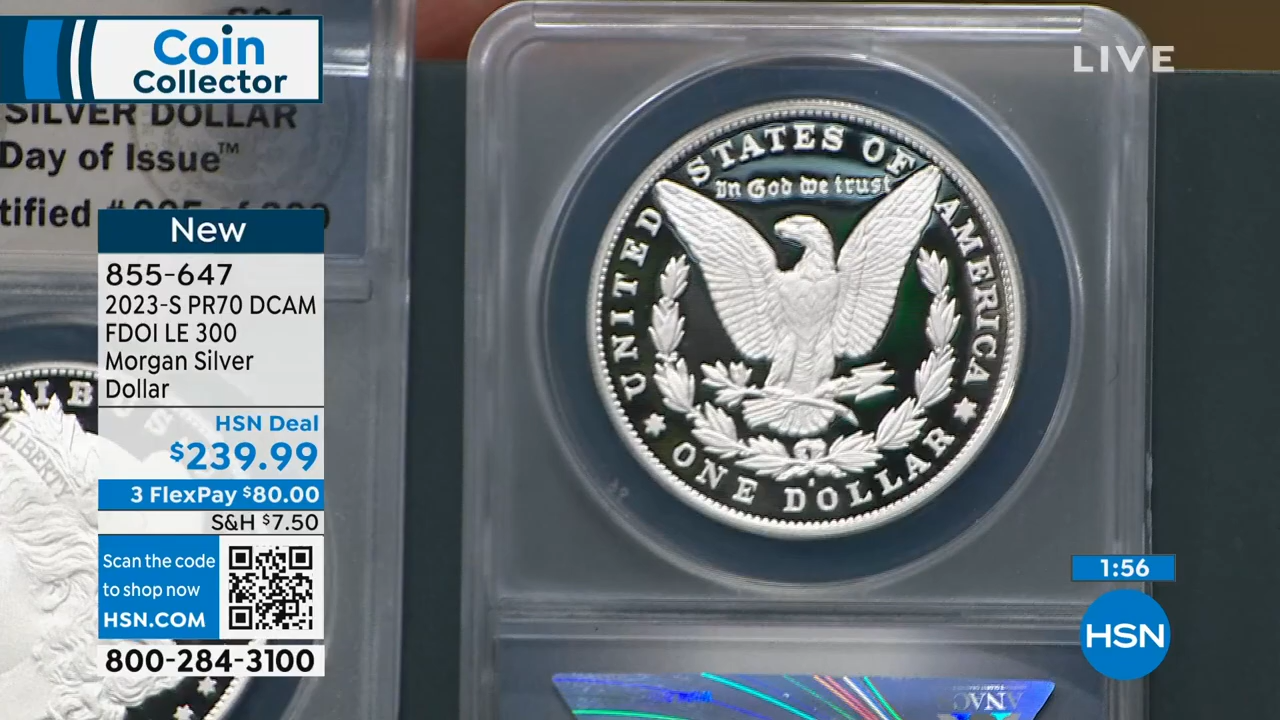 Coin
Collector
LIVE
SILVER DOLLAR
Day of Issue™
New
855-647
2023-S PR70 DCAM
FDOI LE 300
Morgan Silver
Dollar
HSN Deal
$239.99
3 FlexPay $80.00
S&H $7.50
Scan the code
to shop now
HSN.COM
800-284-3100
LIBERTY
UNITED STATES OF AMERICA
In God we trust
ONE DOLLAR
1:56
HSN
ANAC